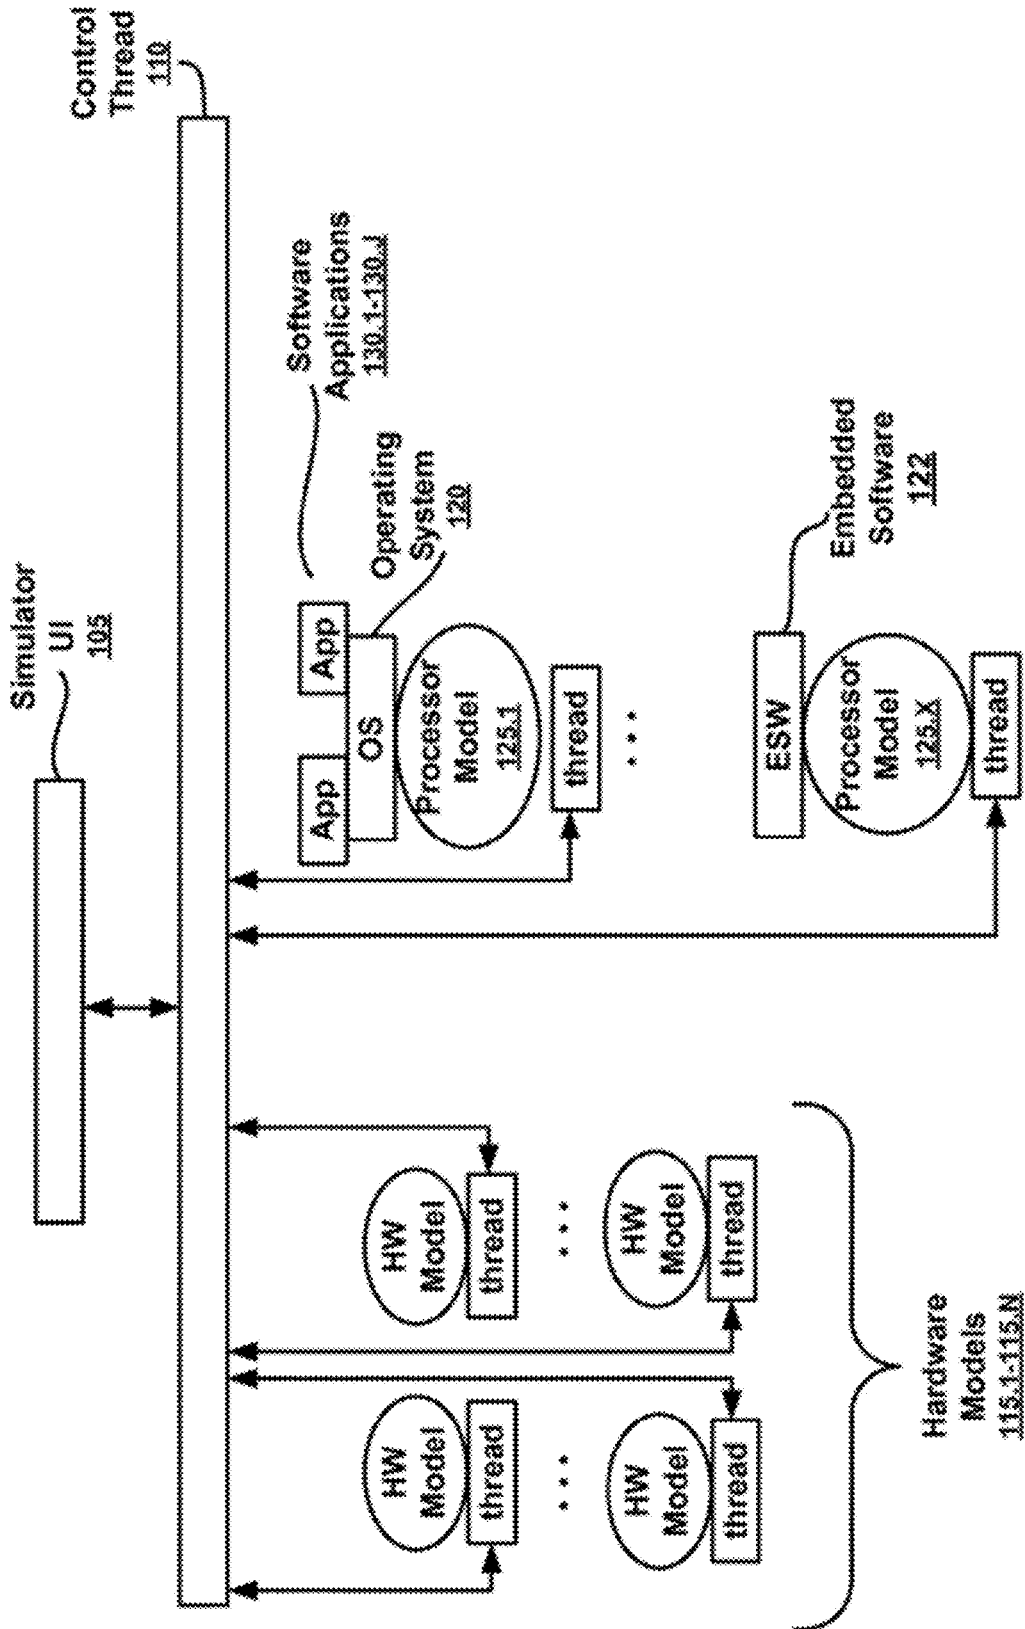 Simulator
UI
105
Control
Thread
110
HW
Model
thread
HW
Model
thread
HW
Model
thread
HW
Model
thread
Hardware
Models
115.1-115.N
App
App
OS
Processor
Model
125.1
thread
Software
Applications
130.1-130.J
Operating
System
120
ESW
Processor
Model
125.X
thread
Embedded
Software
122